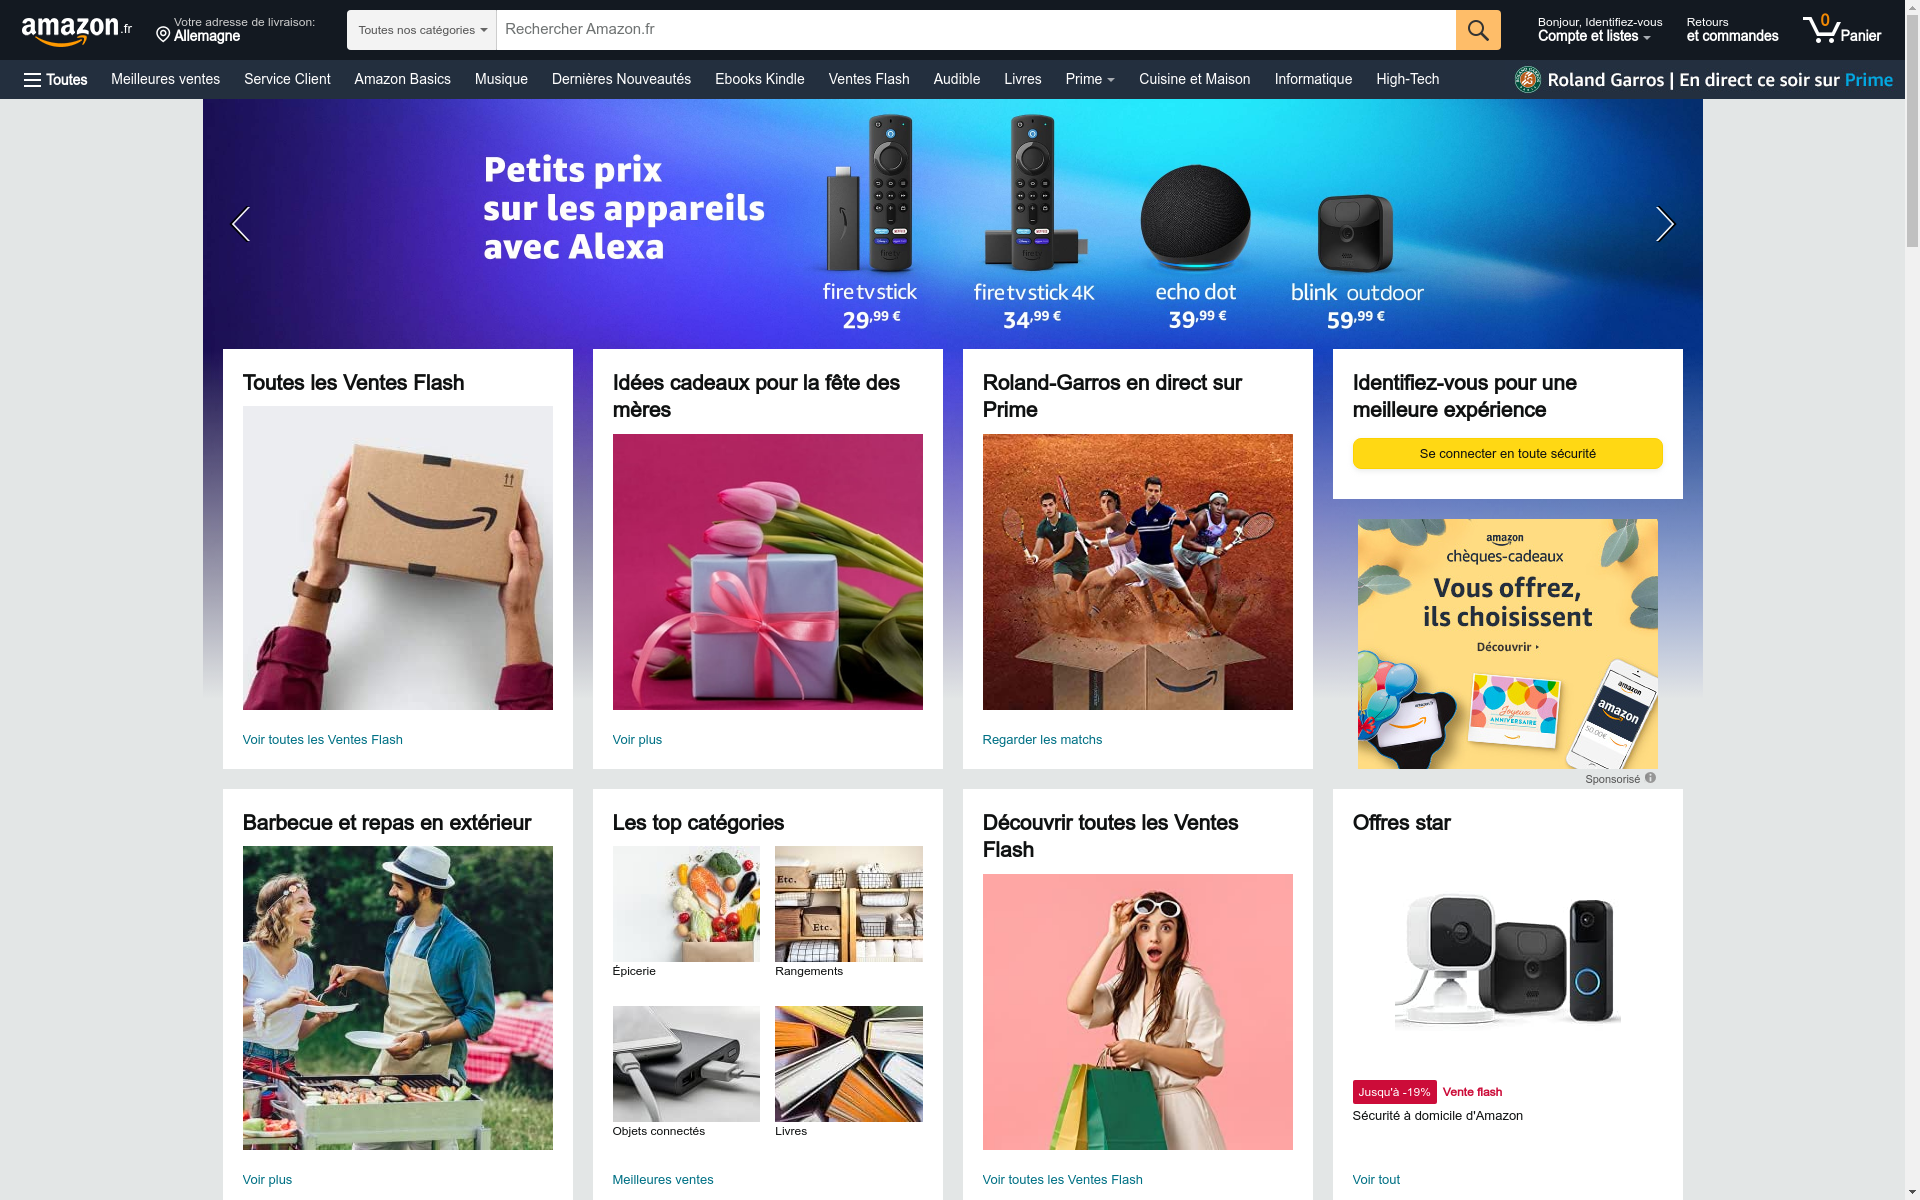 amazon.fr
Votre adresse de livraison:
Allemagne
Toutes nos catégories
Rechercher Amazon.fr
Bonjour, Identifiez-vous
Compte et listes
Retours
et commandes
0
Panier
Toutes
Meilleures ventes
Service Client
Amazon Basics
Musique
Dernières Nouveautés
Ebooks Kindle
Ventes Flash
Audible
Livres
Prime
Cuisine et Maison
Informatique
High-Tech
Roland Garros | En direct ce soir sur Prime
Petits prix
sur les appareils
avec Alexa
fire tv stick
29,99 €
fire tv stick 4K
34,99 €
echo dot
39,99 €
blink outdoor
59,99 €
Toutes les Ventes Flash
Voir toutes les Ventes Flash
Idées cadeaux pour la fête des
mères
Voir plus
Roland-Garros en direct sur
Prime
Regarder les matchs
Identifiez-vous pour une
meilleure expérience
Se connecter en toute sécurité
amazon
chèques-cadeaux
Vous offrez,
ils choisissent
Découvrir
Joyeux
ANNIVERSAIRE
amazon
amazon
50.00€
Sponsorisé
Barbecue et repas en extérieur
Voir plus
Les top catégories
Etc.
Etc.
Épicerie
Rangements
Objets connectés
Livres
Meilleures ventes
Découvrir toutes les Ventes
Flash
Voir toutes les Ventes Flash
Offres star
Jusqu'à -19%
Vente flash
Sécurité à domicile d'Amazon
Voir tout